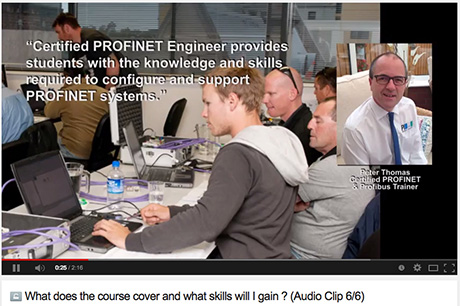 “Certified PROFINET Engineer provides
students with the knowledge and skills
required to configure and support
PROFINET systems.”
Peter Thomas
Certified PROFINET
& Profibus Trainer
0:25 / 2:16
What does the course cover and what skills will I gain ? (Audio Clip 6/6)